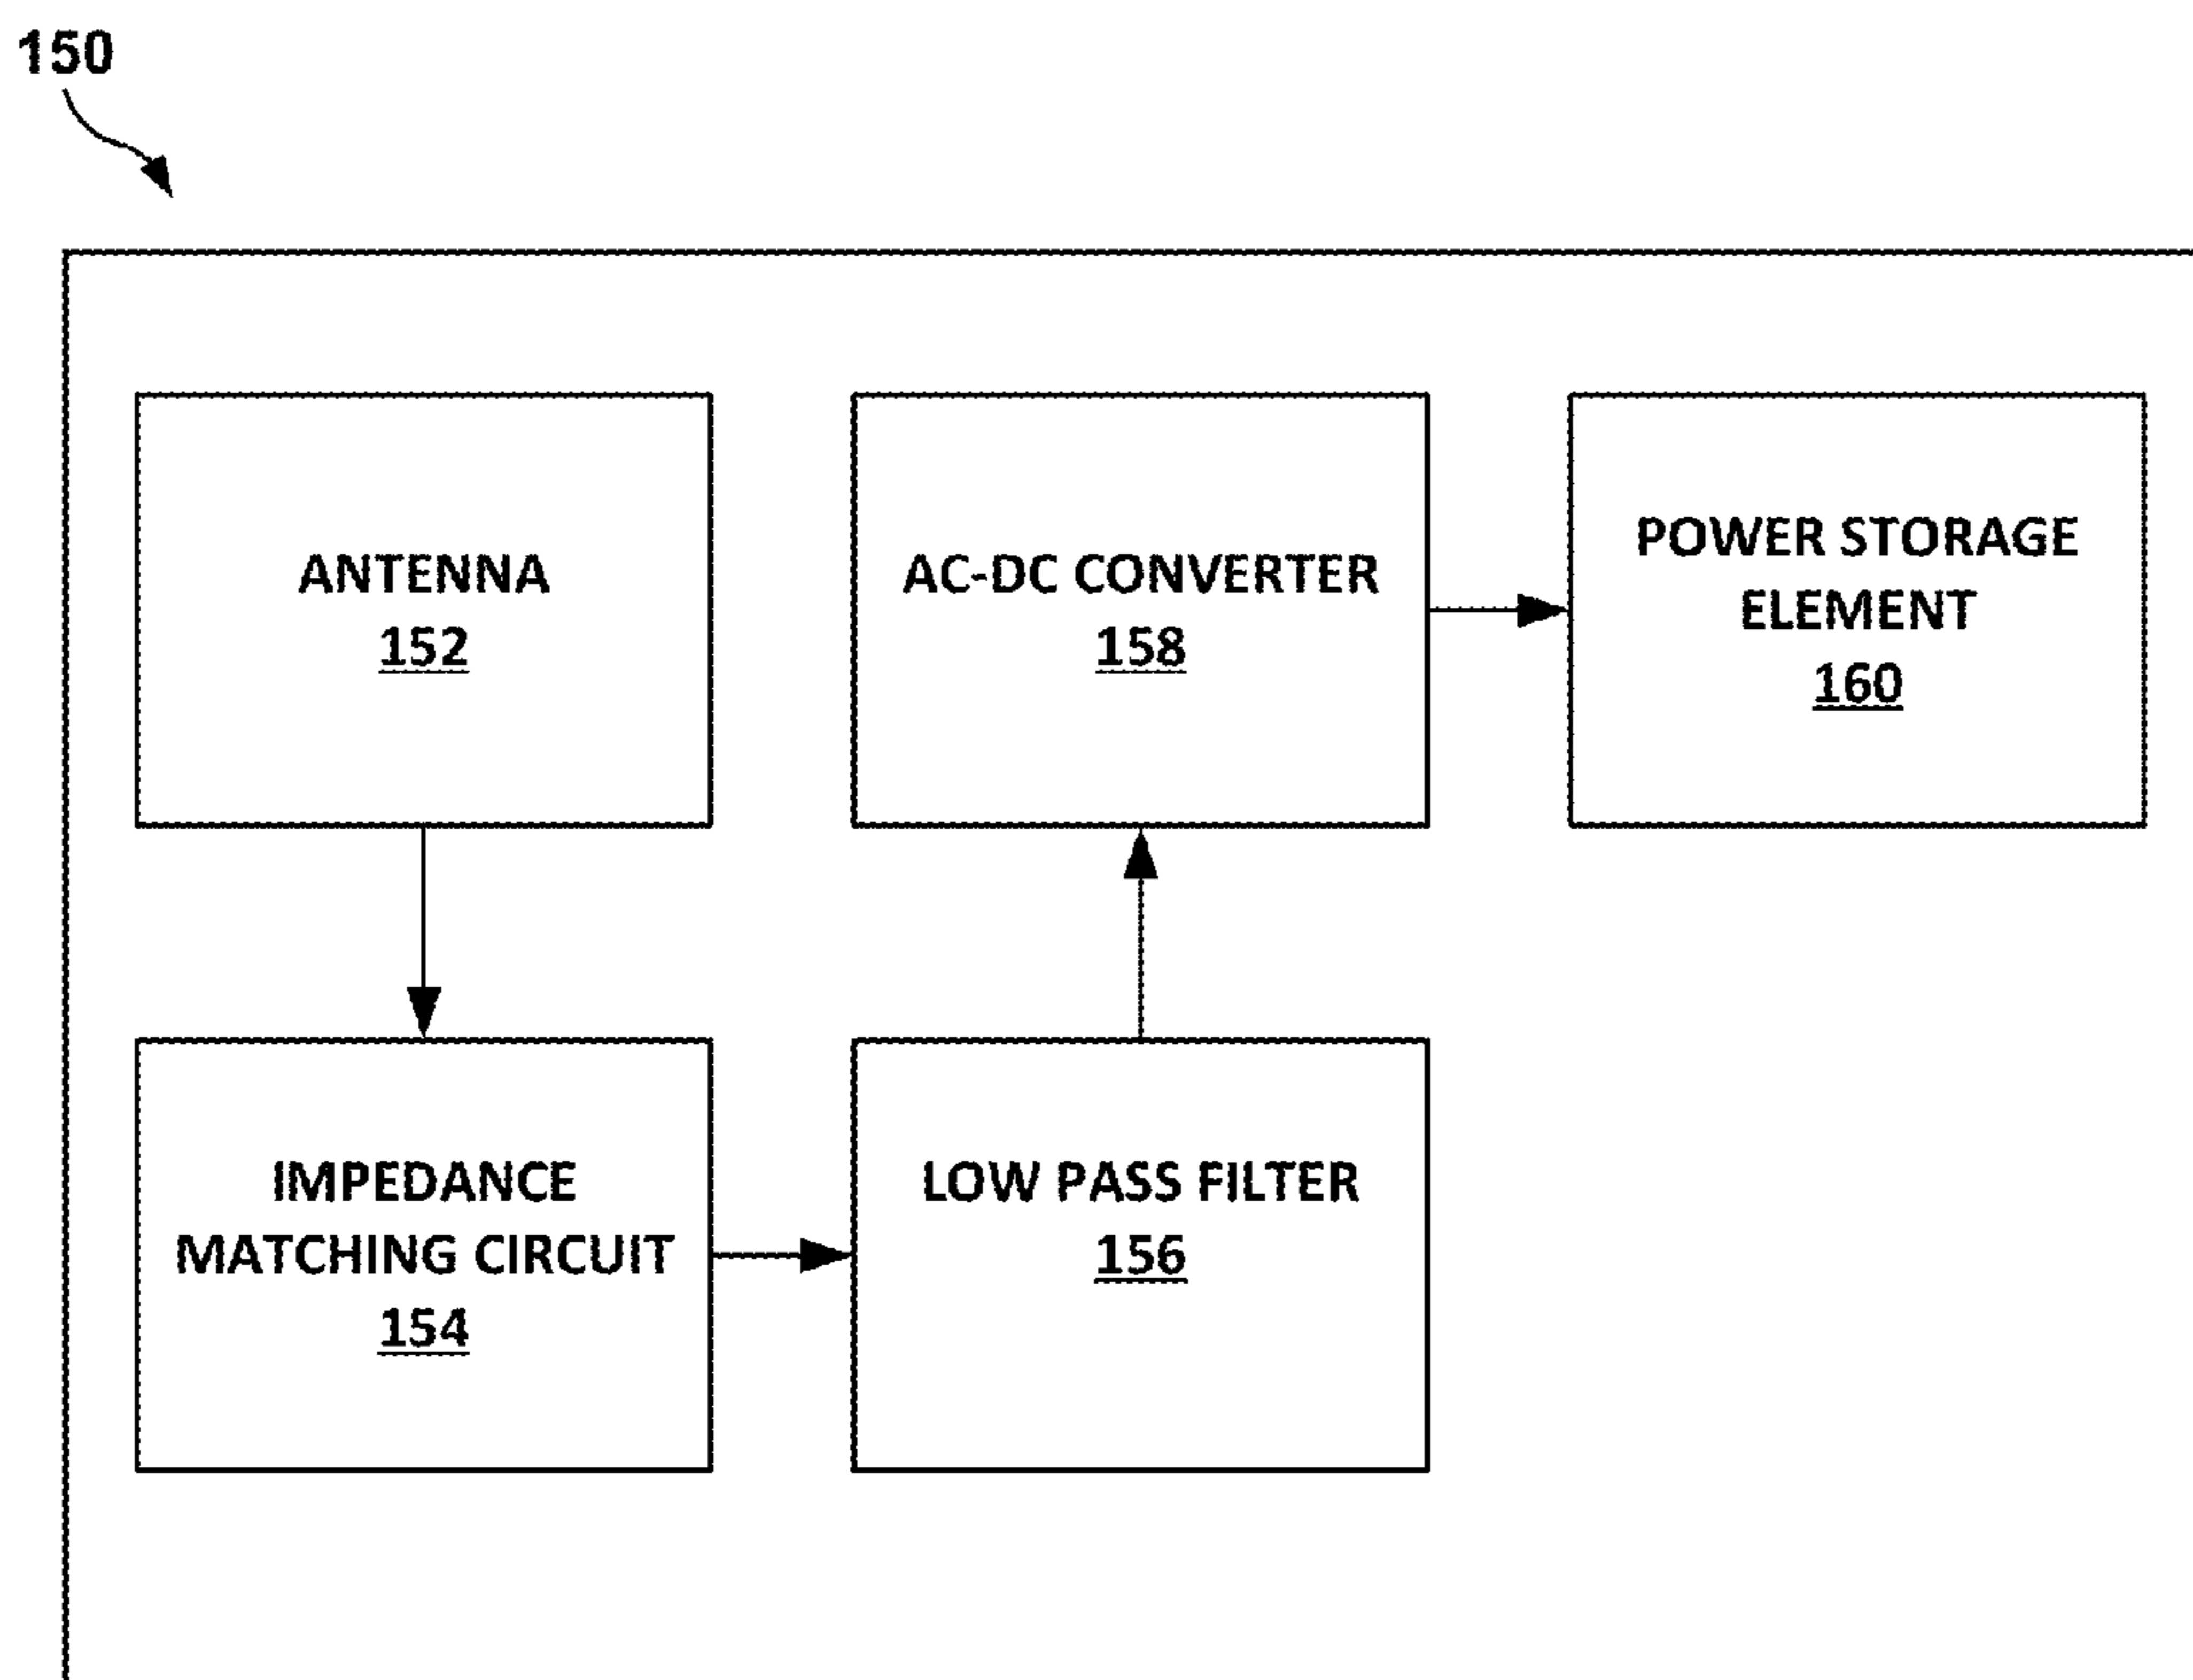 150
ANTENNA
152
AC-DC CONVERTER
158
POWER STORAGE
ELEMENT
160
IMPEDANCE
MATCHING CIRCUIT
154
LOW PASS FILTER
156